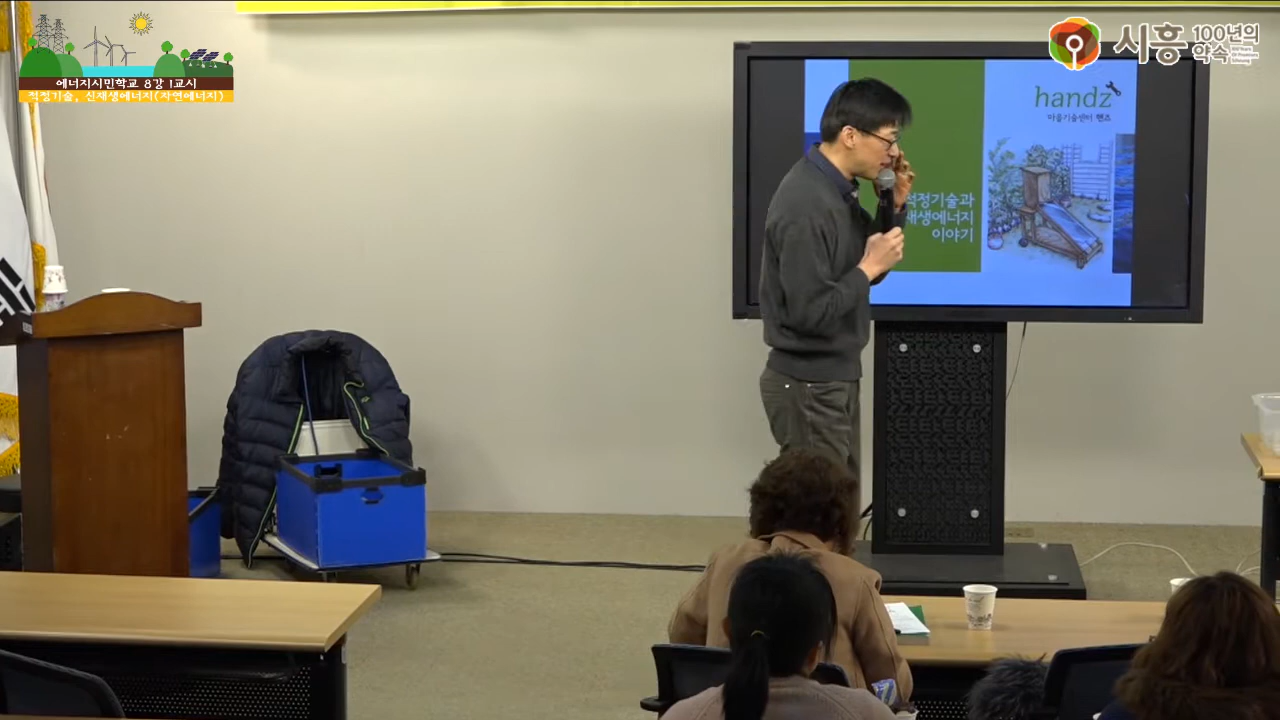 에너지시민학교 8강 1교시
적정기술, 신재생에너지(자연에너지)
시흥 100년의
약속
handz
마을기술센터 핸즈
적정기술과
재생에너지
이야기